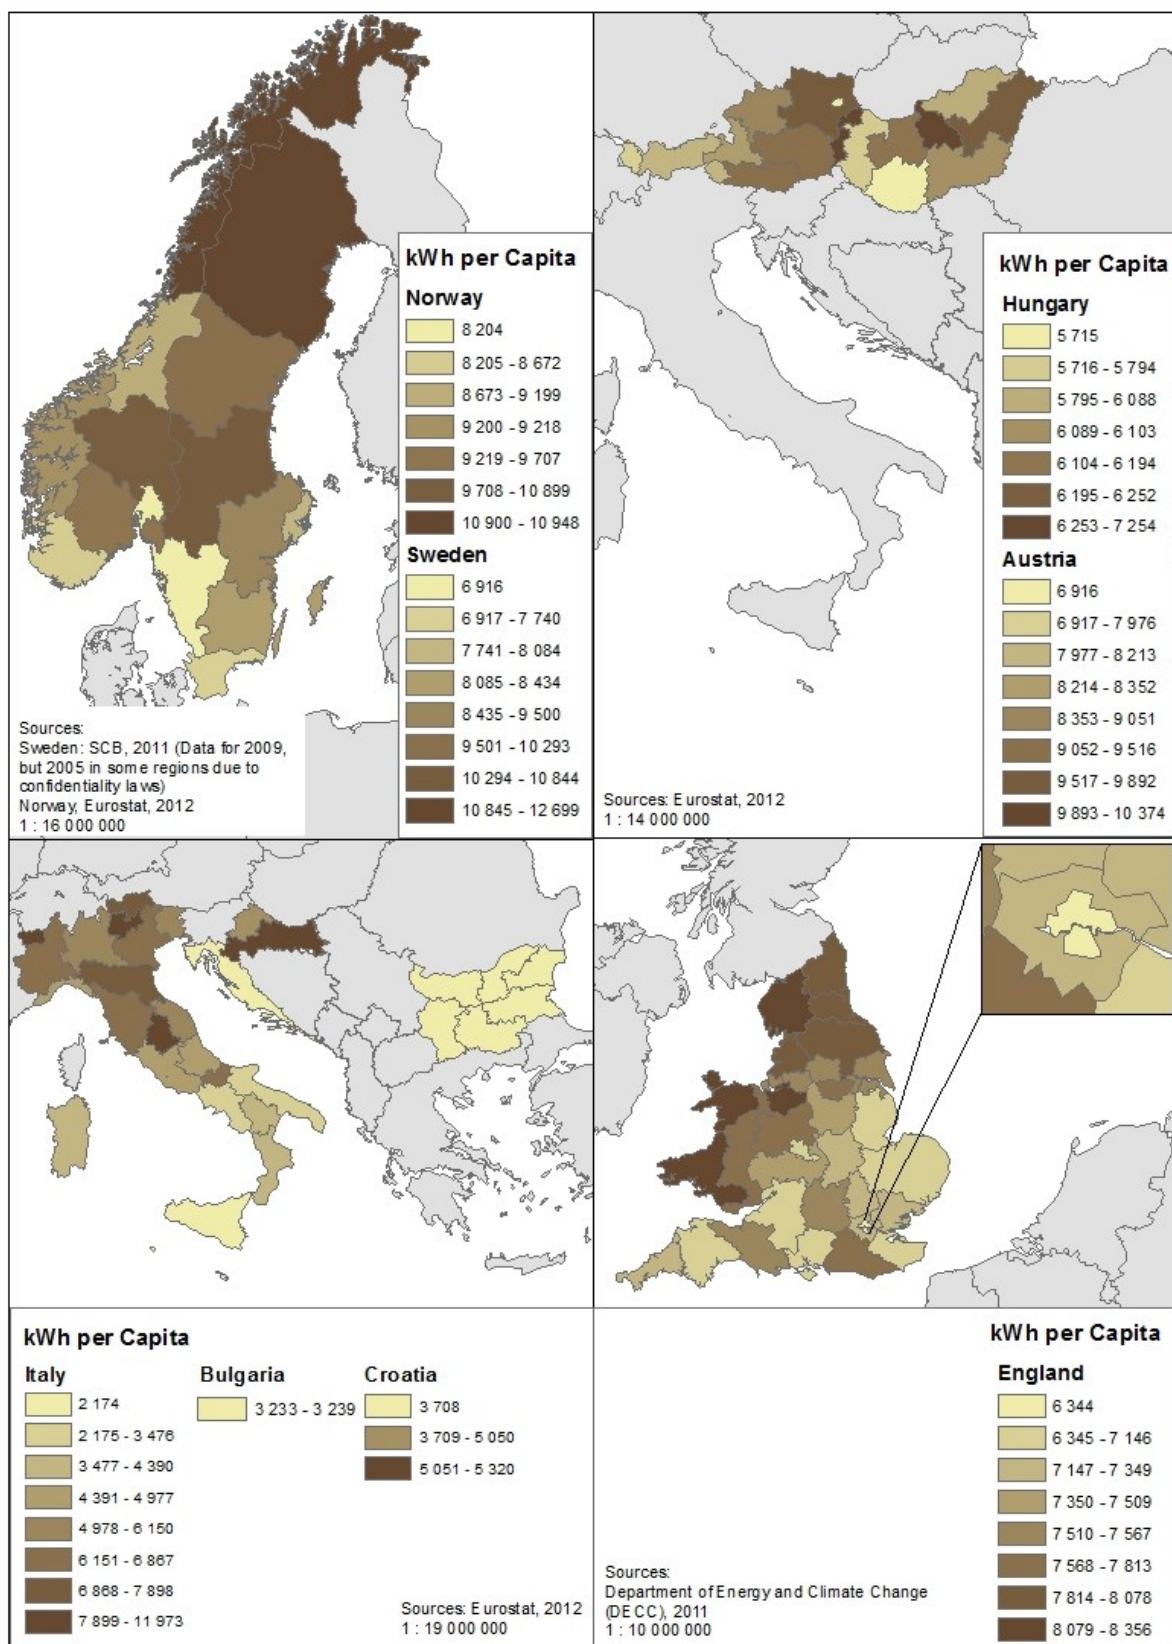 kWh per Capita
Norway
8 204
8 205 - 8 672
8 673 - 9 199
9 200 - 9 218
9 219 - 9 707
9 708 - 10 899
10 900 - 10 948
Sweden
6 916
6 917 - 7 740
7 741 - 8 084
8 085 - 8 434
8 435 - 9 500
9 501 - 10 293
10 294 - 10 844
10 845 - 12 699
Sources:
Sweden: SCB, 2011 (Data for 2009,
but 2005 in some regions due to
confidentiality laws)
Norway, Eurostat, 2012
1 : 16 000 000
kWh per Capita
Hungary
5 715
5 716 - 5 794
5 795 - 6 088
6 089 - 6 103
6 104 - 6 194
6 195 - 6 252
6 253 - 7 254
Austria
6 916
6 917 - 7 976
7 977 - 8 213
8 214 - 8 352
8 353 - 9 051
9 052 - 9 516
9 517 - 9 892
9 893 - 10 374
Sources: Eurostat, 2012
1 : 14 000 000
kWh per Capita
Italy
2 174
2 175 - 3 476
3 477 - 4 390
4 391 - 4 977
4 978 - 6 150
6 151 - 6 867
6 868 - 7 898
7 899 - 11 973
Bulgaria
3 233 - 3 239
Croatia
3 708
3 709 - 5 050
5 051 - 5 320
Sources: Eurostat, 2012
1 : 19 000 000
kWh per Capita
England
6 344
6 345 - 7 146
7 147 - 7 349
7 350 - 7 509
7 510 - 7 567
7 568 - 7 813
7 814 - 8 078
8 079 - 8 356
Sources:
Department of Energy and Climate Change
(DECC), 2011
1 : 10 000 000